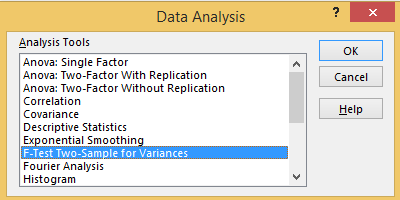 Data Analysis
?
Analysis Tools
Anova: Single Factor
Anova: Two-Factor With Replication
Anova: Two-Factor Without Replication
Correlation
Covariance
Descriptive Statistics
Exponential Smoothing
F-Test Two-Sample for Variances
Fourier Analysis
Histogram
OK
Cancel
Help